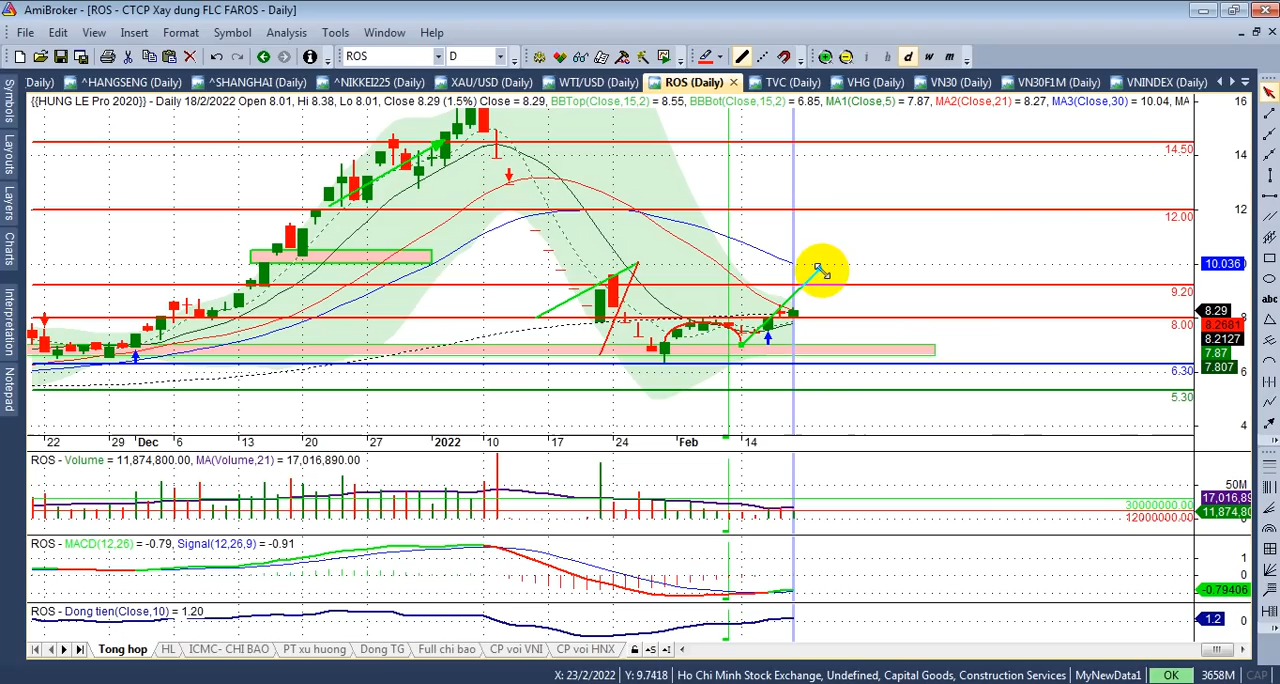 AmiBroker - [ROS - CTCP Xay dung FLC FAROS - Daily]
File Edit View Insert Format Symbol Analysis Tools Window Help
ROS D i h d w m
Daily) ^HANGSENG (Daily) ^SHANGHAI (Daily) ^NIKKEI225 (Daily) XAU/USD (Daily) WTI/USD (Daily) ROS (Daily) TVC (Daily) VHG (Daily) VN30 (Daily) VN30F1M (Daily) VNINDEX (Daily)
Symbols
Layouts
Layers
Charts
Interpretation
Notepad
{{HUNG LE Pro 2020}} - Daily 18/2/2022 Open 8.01, Hi 8.38, Lo 8.01, Close 8.29 (1.5%) Close = 8.29, BBTop(Close,15,2) = 8.55, BBBot(Close,15,2) = 6.85, MA1(Close,5) = 7.87, MA2(Close,21) = 8.27, MA3(Close,30) = 10.04, MA
16
14.50
14
12
12.00
10.036
9.20
8.29
8.00
8.2681
8.2127
7.87
7.807
6.30
6
5.30
4
22 29 Dec 6 13 20 27 2022 10 17 24 Feb 14
ROS - Volume = 11,874,800.00, MA(Volume,21) = 17,016,890.00
50M
17,016,89
30000000.00
11,874,80
12000000.00
ROS - MACD(12,26) = -0.79, Signal(12,26,9) = -0.91
1
0
-0.79406
ROS - Dong tien(Close,10) = 1.20
1.2 0
Tong hop HL ICMC- CHI BAO PT xu huong Dong TG Full chi bao CP voi VNI CP voi HNX
X: 23/2/2022 Y: 9.7418 Ho Chi Minh Stock Exchange, Undefined, Capital Goods, Construction Services MyNewData1 OK 3658M CAP
abc